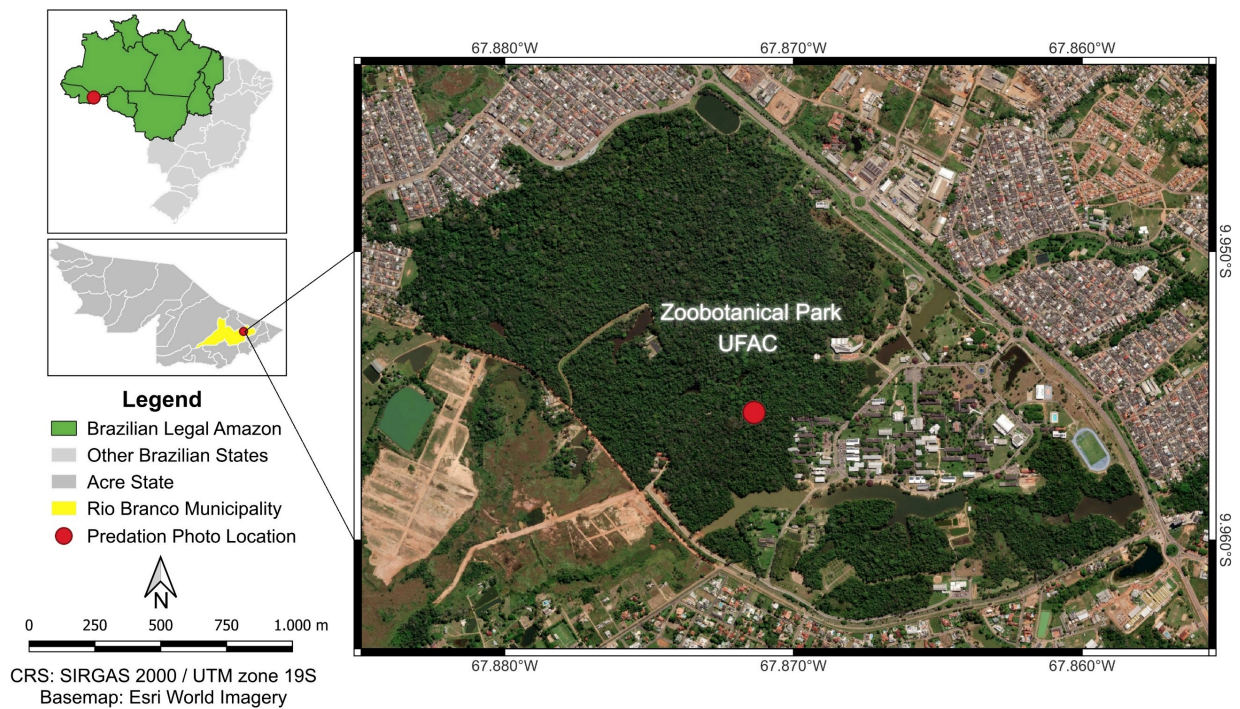 67.880°W 67.870°W 67.860°W
9.950°S
Zoobotanical Park
UFAC
9.960°S
67.880°W 67.870°W 67.860°W
Legend
Brazilian Legal Amazon
Other Brazilian States
Acre State
Rio Branco Municipality
Predation Photo Location
N
0 250 500 750 1.000 m
CRS: SIRGAS 2000 / UTM zone 19S
Basemap: Esri World Imagery